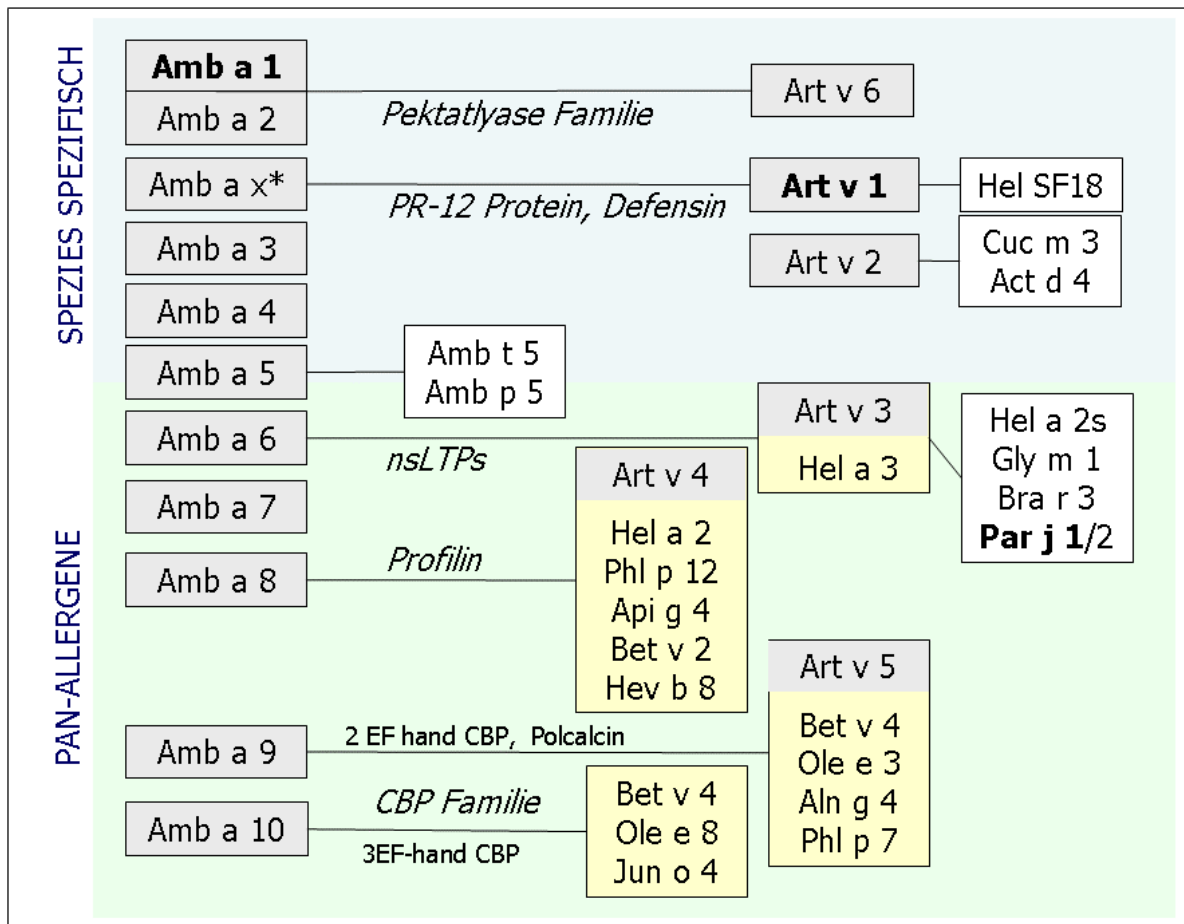 SPEZIES SPEZIFISCH
Amb a 1
Amb a 2
Pektatlyase Familie
Art v 6
Amb a x*
PR-12 Protein, Defensin
Art v 1
Hel SF18
Amb a 3
Art v 2
Cuc m 3
Act d 4
Amb a 4
Amb a 5
Amb t 5
Amb p 5
PAN-ALLERGENE
Amb a 6
nsLTPs
Art v 3
Hel a 3
Hel a 2s
Gly m 1
Bra r 3
Par j 1/2
Amb a 7
Amb a 8
Profilin
Art v 4
Hel a 2
Phl p 12
Api g 4
Bet v 2
Hev b 8
Amb a 9
2 EF hand CBP, Polcalcin
Art v 5
Bet v 4
Ole e 3
Aln g 4
Phl p 7
Amb a 10
CBP Familie
3EF-hand CBP
Bet v 4
Ole e 8
Jun o 4